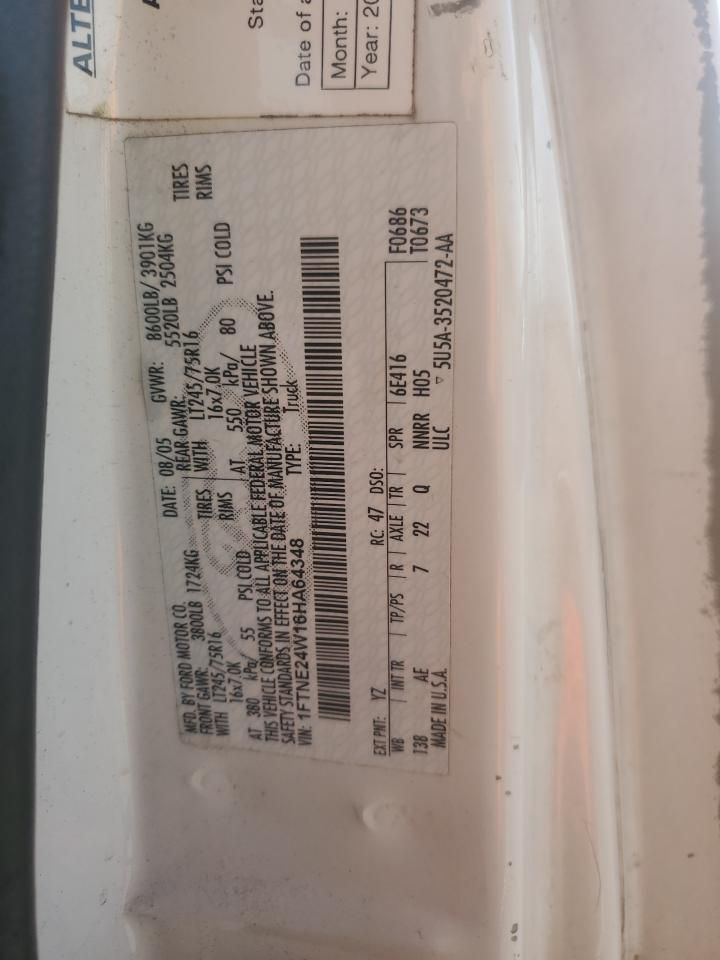 ALTE
Sta
Date of a
Month:
Year: 20
MFD. BY FORD MOTOR CO.
DATE: 08/05 GVWR: 8600LB/ 3901KG
FRONT GAWR: 3800LB 1724KG
REAR GAWR: 5520LB 2504KG
WITH LT245/75R16 TIRES
WITH LT245/75R16 TIRES
16x7.0K RIMS
16x7.0K RIMS
AT 380 kPa/ 55 PSI COLD
AT 550 kPa/ 80 PSI COLD
THIS VEHICLE CONFORMS TO ALL APPLICABLE FEDERAL MOTOR VEHICLE
SAFETY STANDARDS IN EFFECT ON THE DATE OF MANUFACTURE SHOWN ABOVE.
VIN: 1FTNE24W16HA64348
TYPE: Truck
EXT PNT: YZ RC: 47 DSO:
WB INT TR TP/PS R AXLE TR SPR 6E416 F0686
138 AE 7 22 Q NNRR H05 T0673
MADE IN U.S.A. ULC ▽ 5U5A-3520472-AA